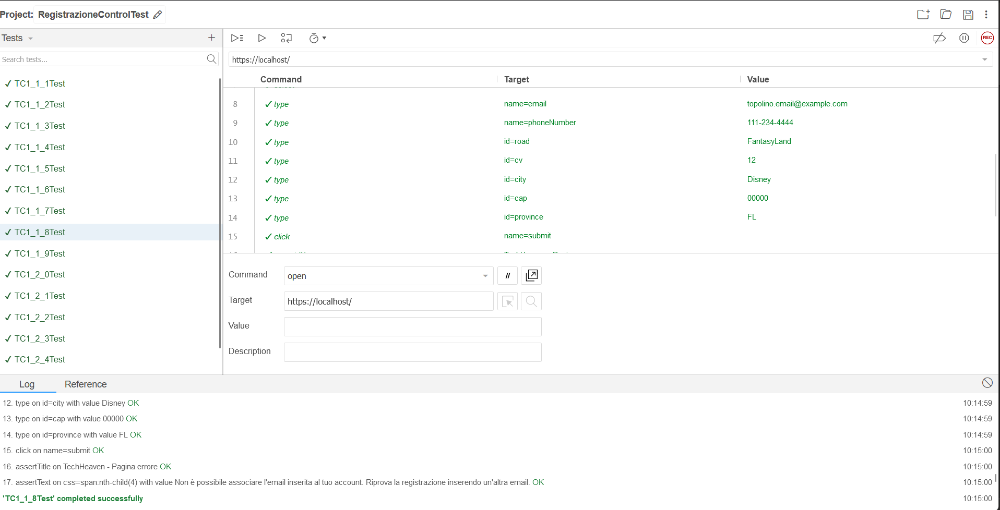 Project: RegistrazioneControlTest
Tests
REC
Search tests...
https://localhost/
Command Target Value
TC1_1_1Test
TC1_1_2Test
TC1_1_3Test
TC1_1_4Test
TC1_1_5Test
TC1_1_6Test
TC1_1_7Test
TC1_1_8Test
TC1_1_9Test
TC1_2_0Test
TC1_2_1Test
TC1_2_2Test
TC1_2_3Test
TC1_2_4Test
8 ✓ type name=email topolino.email@example.com
9 ✓ type name=phoneNumber 111-234-4444
10 ✓ type id=road FantasyLand
11 ✓ type id=cv 12
12 ✓ type id=city Disney
13 ✓ type id=cap 00000
14 ✓ type id=province FL
15 ✓ click name=submit
Command open //
Target https://localhost/
Value
Description
Log Reference
12. type on id=city with value Disney OK 10:14:59
13. type on id=cap with value 00000 OK 10:14:59
14. type on id=province with value FL OK 10:14:59
15. click on name=submit OK 10:15:00
16. assertTitle on TechHeaven - Pagina errore OK 10:15:00
17. assertText on css=span:nth-child(4) with value Non è possibile associare l'email inserita al tuo account. Riprova la registrazione inserendo un'altra email. OK 10:15:00
'TC1_1_8Test' completed successfully 10:15:00